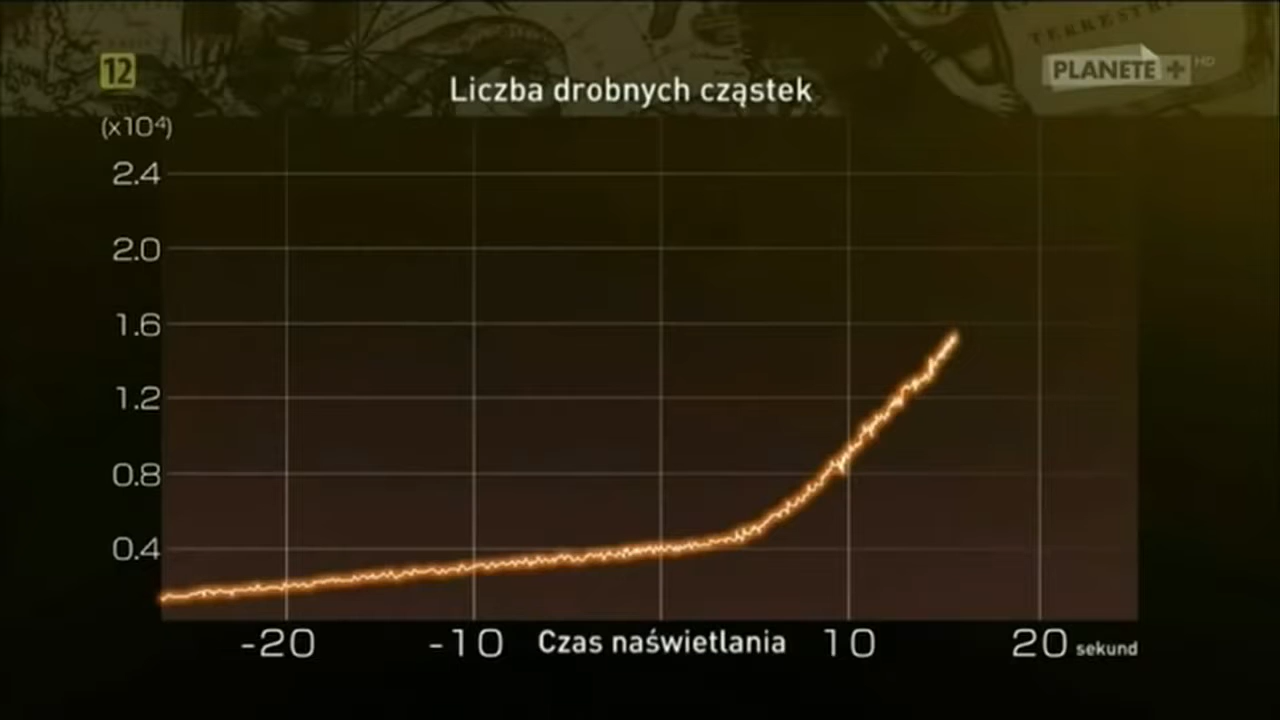 TERRESTRE
12
PLANETE + HD
Liczba drobnych cząstek
(x10⁴)
2.4
2.0
1.6
1.2
0.8
0.4
-20 -10 Czas naświetlania 10 20 sekund